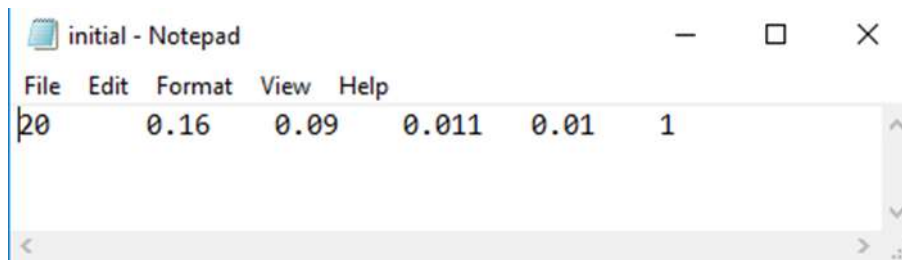 initial - Notepad
File Edit Format View Help
20 0.16 0.09 0.011 0.01 1